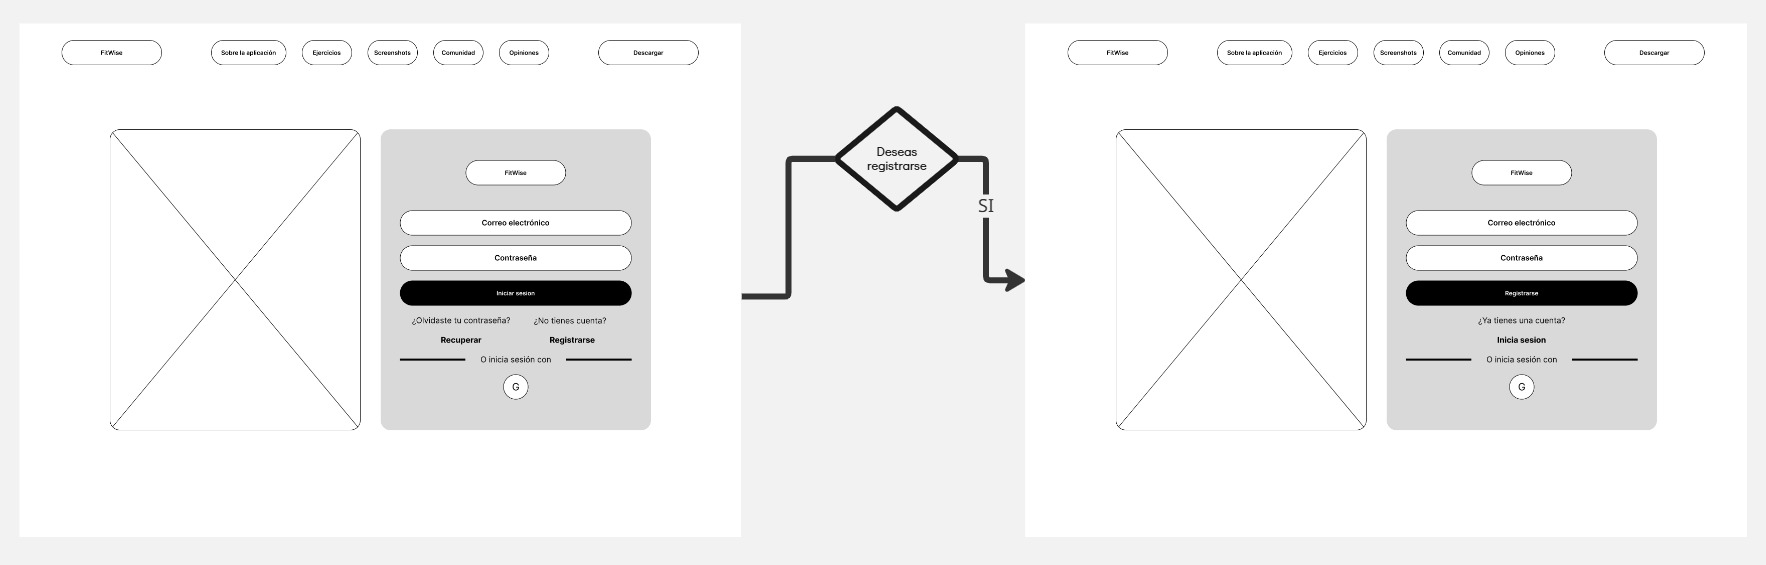 FitWise
Sobre la aplicación
Ejercicios
Screenshots
Comunidad
Opiniones
Descargar
FitWise
Correo electrónico
Contraseña
Iniciar sesion
¿Olvidaste tu contraseña?
¿No tienes cuenta?
Recuperar
Registrarse
O inicia sesión con
G
Deseas
registrarse
SI
FitWise
Sobre la aplicación
Ejercicios
Screenshots
Comunidad
Opiniones
Descargar
FitWise
Correo electrónico
Contraseña
Registrarse
¿Ya tienes una cuenta?
Inicia sesion
O inicia sesión con
G